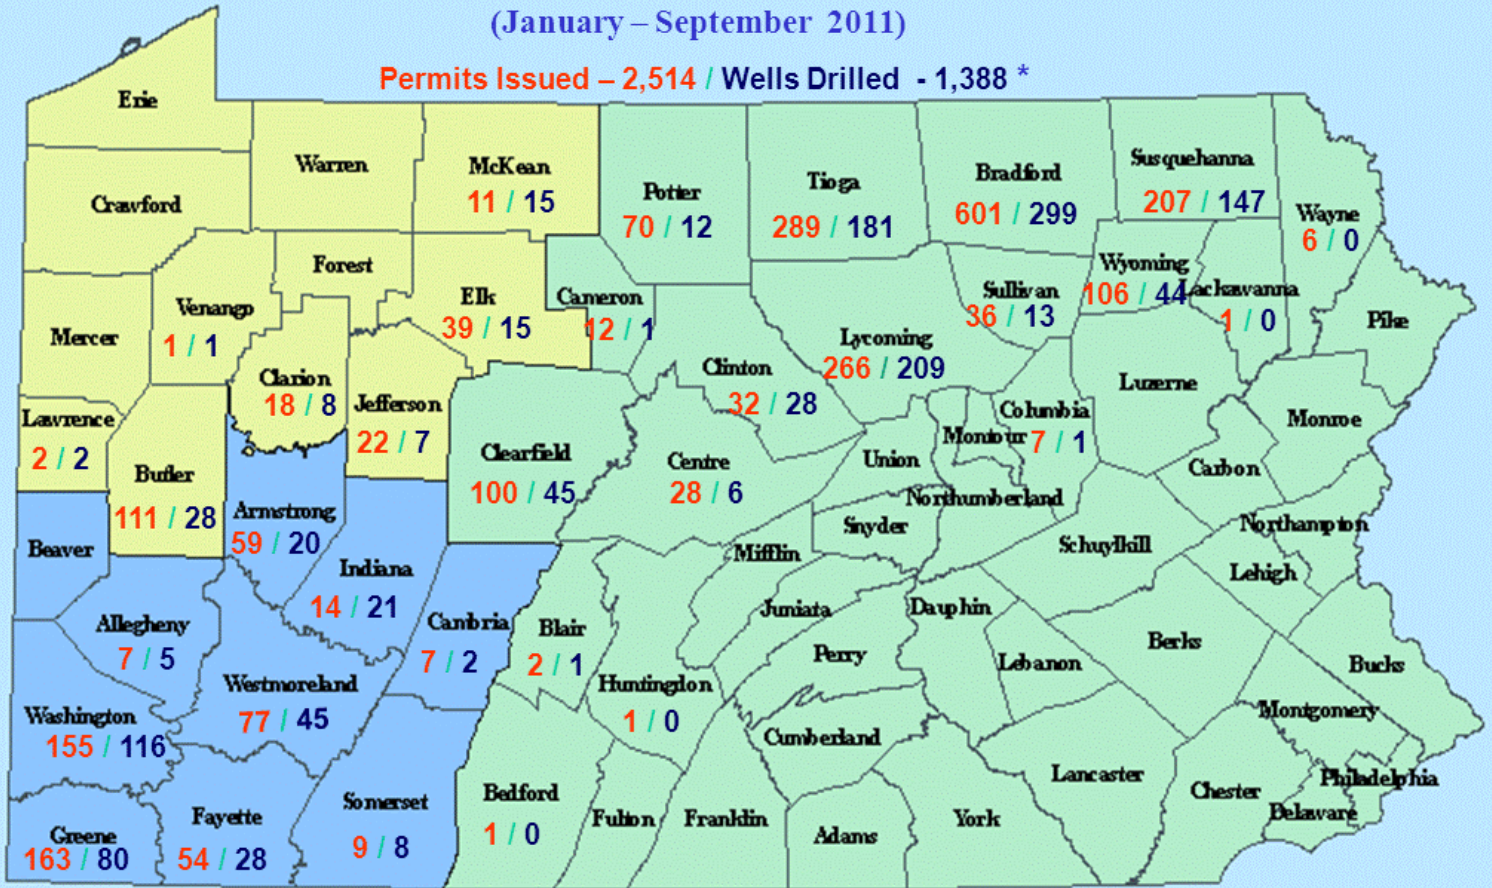 (January – September 2011)
Permits Issued – 2,514 / Wells Drilled - 1,388 *
Erie
Warren
McKean
11 / 15
Potter
70 / 12
Tioga
289 / 181
Bradford
601 / 299
Susquehanna
207 / 147
Wayne
6 / 0
Crawford
Forest
Venango
1 / 1
Elk
39 / 15
Cameron
12 / 1
Sullivan
36 / 13
Wyoming
106 / 44
Lackawanna
1 / 0
Pike
Mercer
Clarion
18 / 8
Jefferson
22 / 7
Clinton
32 / 28
Lycoming
266 / 209
Luzerne
Columbia
7 / 1
Montour
Monroe
Lawrence
2 / 2
Butler
111 / 28
Clearfield
100 / 45
Centre
28 / 6
Union
Northumberland
Snyder
Carbon
Northampton
Schuylkill
Lehigh
Beaver
Armstrong
59 / 20
Indiana
14 / 21
Mifflin
Juniata
Dauphin
Allegheny
7 / 5
Cambria
7 / 2
Blair
2 / 1
Perry
Lebanon
Berks
Bucks
Westmoreland
77 / 45
Huntingdon
1 / 0
Washington
155 / 116
Cumberland
Montgomery
Lancaster
Chester
Philadelphia
Delaware
Greene
163 / 80
Fayette
54 / 28
Somerset
9 / 8
Bedford
1 / 0
Fulton
Franklin
Adams
York